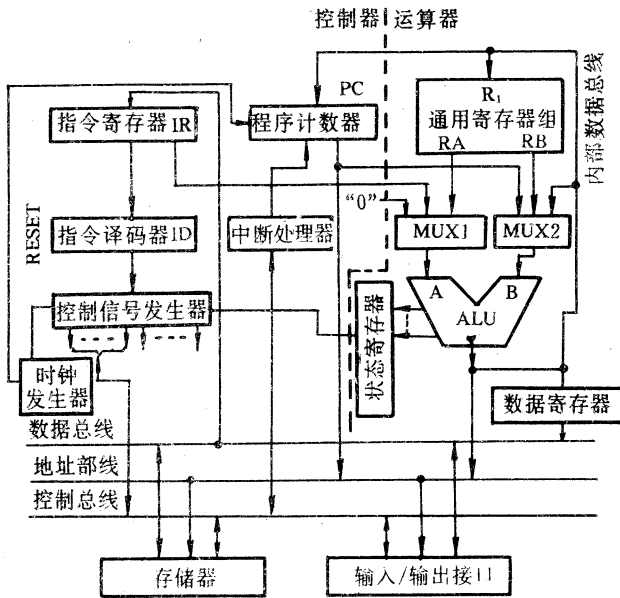 控制器 运算器
PC
R₁
指令寄存器 IR
程序计数器
通用寄存器组
RA RB
内部数据总线
"0"
RESET
指令译码器 ID
中断处理器
MUX1
MUX2
A B
ALU
控制信号发生器
状态寄存器
时钟
发生器
数据寄存器
数据总线
地址部线
控制总线
存储器
输入/输出接口